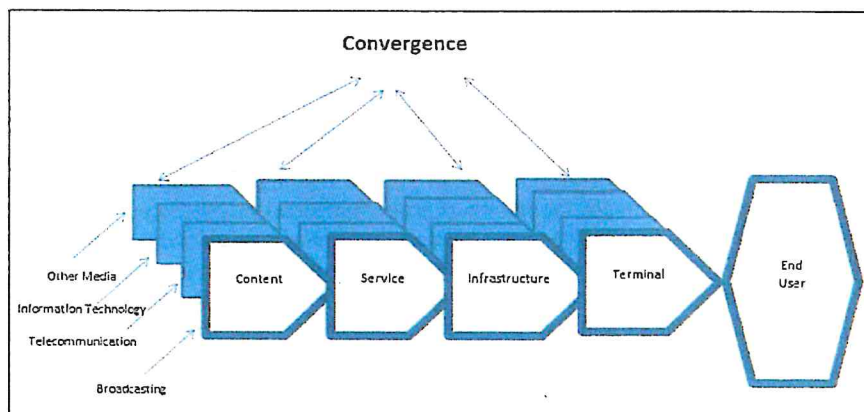 Convergence
Content
Service
Infrastructure
Terminal
End
User
Other Media
Information Technology
Telecommunication
Broadcasting